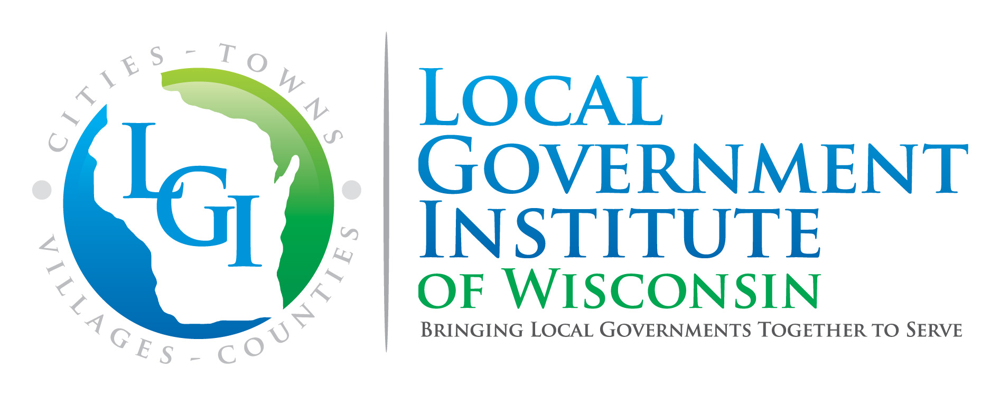 CITIES - TOWNS
LGI
VILLAGES - COUNTIES
LOCAL
GOVERNMENT
INSTITUTE
OF WISCONSIN
BRINGING LOCAL GOVERNMENTS TOGETHER TO SERVE